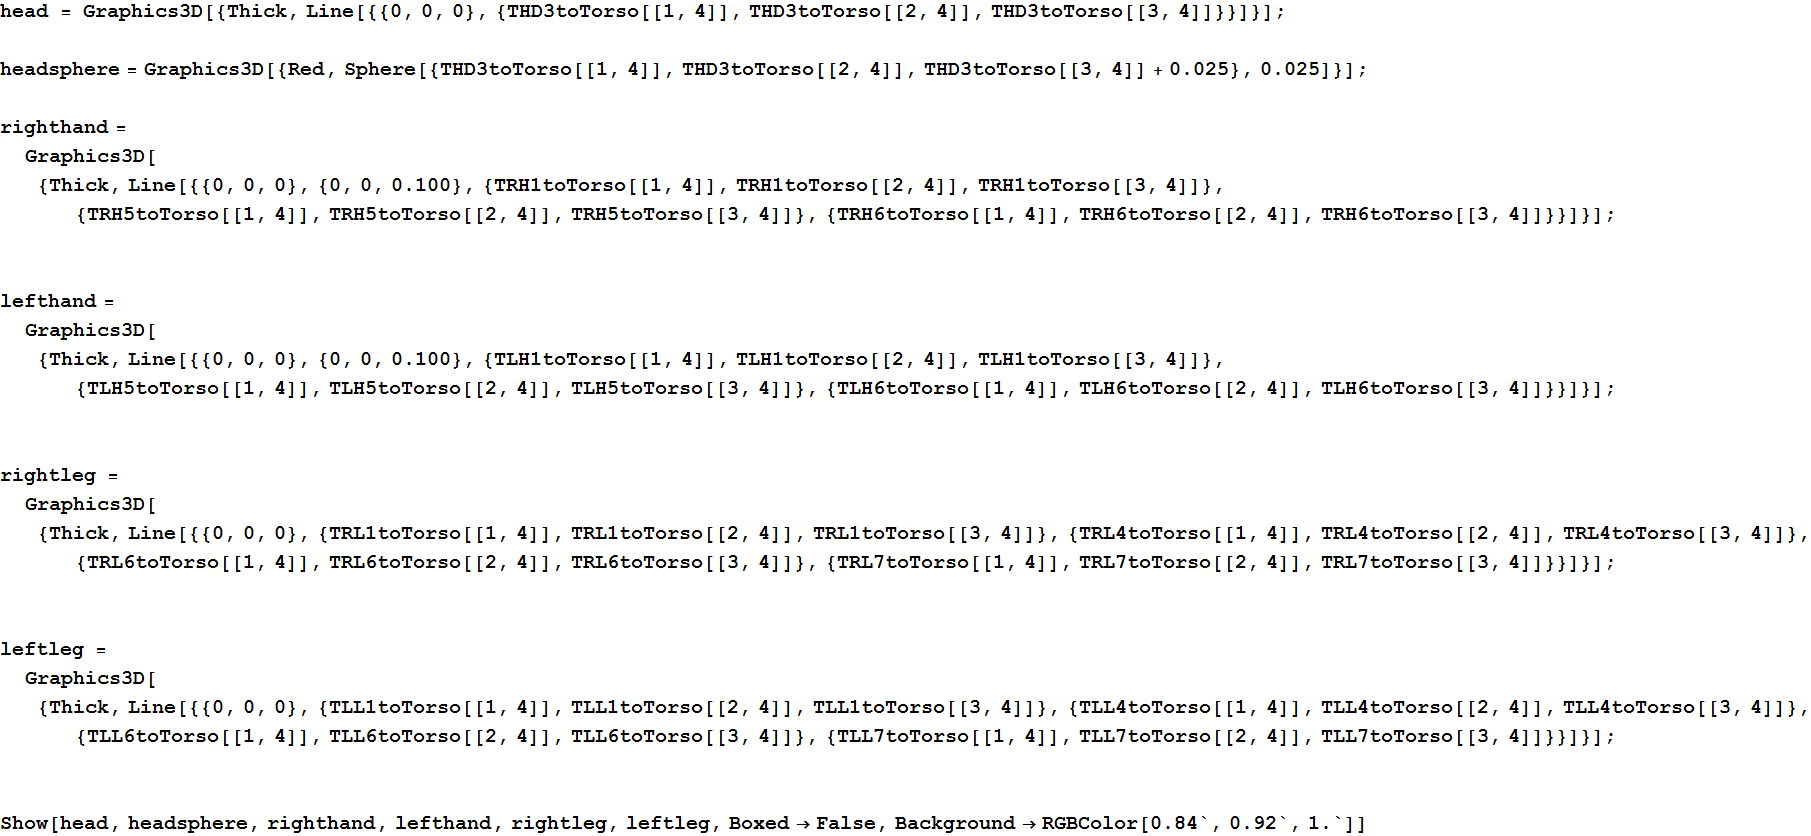 head = Graphics3D[{Thick, Line[{{0, 0, 0}, {THD3toTorso[[1, 4]], THD3toTorso[[2, 4]], THD3toTorso[[3, 4]]}}]}];
headsphere = Graphics3D[{Red, Sphere[{THD3toTorso[[1, 4]], THD3toTorso[[2, 4]], THD3toTorso[[3, 4]] + 0.025}, 0.025]}];
righthand =
Graphics3D[
{Thick, Line[{{0, 0, 0}, {0, 0, 0.100}, {TRH1toTorso[[1, 4]], TRH1toTorso[[2, 4]], TRH1toTorso[[3, 4]]},
{TRH5toTorso[[1, 4]], TRH5toTorso[[2, 4]], TRH5toTorso[[3, 4]]}, {TRH6toTorso[[1, 4]], TRH6toTorso[[2, 4]], TRH6toTorso[[3, 4]]}}]}];
lefthand =
Graphics3D[
{Thick, Line[{{0, 0, 0}, {0, 0, 0.100}, {TLH1toTorso[[1, 4]], TLH1toTorso[[2, 4]], TLH1toTorso[[3, 4]]},
{TLH5toTorso[[1, 4]], TLH5toTorso[[2, 4]], TLH5toTorso[[3, 4]]}, {TLH6toTorso[[1, 4]], TLH6toTorso[[2, 4]], TLH6toTorso[[3, 4]]}}]}];
rightleg =
Graphics3D[
{Thick, Line[{{0, 0, 0}, {TRL1toTorso[[1, 4]], TRL1toTorso[[2, 4]], TRL1toTorso[[3, 4]]}, {TRL4toTorso[[1, 4]], TRL4toTorso[[2, 4]], TRL4toTorso[[3, 4]]},
{TRL6toTorso[[1, 4]], TRL6toTorso[[2, 4]], TRL6toTorso[[3, 4]]}, {TRL7toTorso[[1, 4]], TRL7toTorso[[2, 4]], TRL7toTorso[[3, 4]]}}]}];
leftleg =
Graphics3D[
{Thick, Line[{{0, 0, 0}, {TLL1toTorso[[1, 4]], TLL1toTorso[[2, 4]], TLL1toTorso[[3, 4]]}, {TLL4toTorso[[1, 4]], TLL4toTorso[[2, 4]], TLL4toTorso[[3, 4]]},
{TLL6toTorso[[1, 4]], TLL6toTorso[[2, 4]], TLL6toTorso[[3, 4]]}, {TLL7toTorso[[1, 4]], TLL7toTorso[[2, 4]], TLL7toTorso[[3, 4]]}}]}];
Show[head, headsphere, righthand, lefthand, rightleg, leftleg, Boxed → False, Background → RGBColor[0.84`, 0.92`, 1.`]]